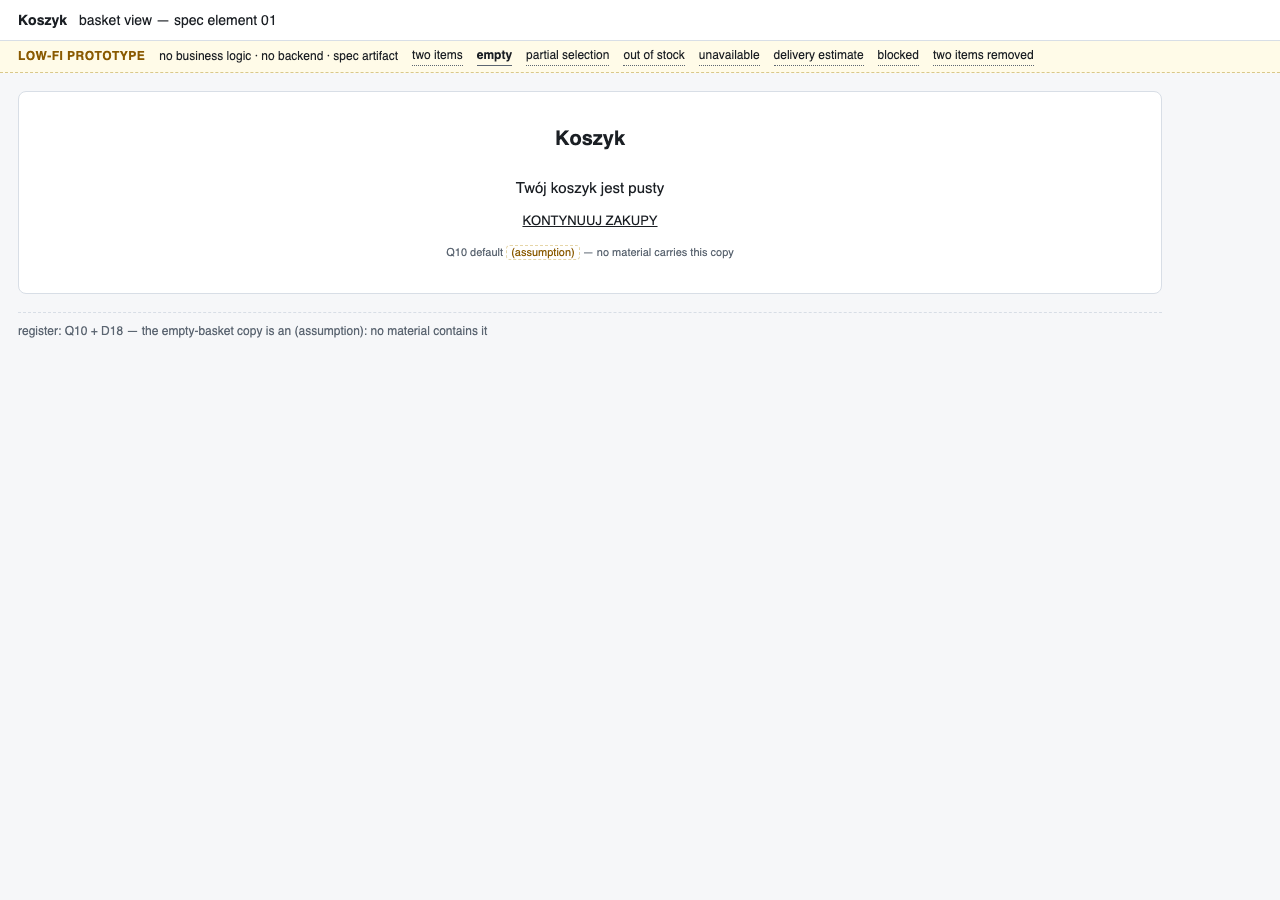 Koszyk basket view — spec element 01
LOW-FI PROTOTYPE no business logic · no backend · spec artifact two items empty partial selection out of stock unavailable delivery estimate blocked two items removed
Koszyk
Twój koszyk jest pusty
KONTYNUUJ ZAKUPY
Q10 default (assumption) — no material carries this copy
register: Q10 + D18 — the empty-basket copy is an (assumption): no material contains it